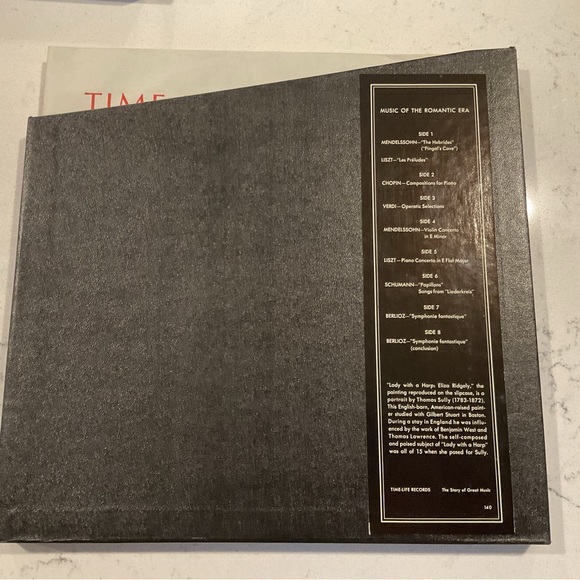 TIME
MUSIC OF THE ROMANTIC ERA
SIDE 1
MENDELSSOHN—"The Hebrides"
("Fingal's Cave")
LISZT—"Les Préludes"
SIDE 2
CHOPIN—Compositions for Piano
SIDE 3
VERDI—Operatic Selections
SIDE 4
MENDELSSOHN—Violin Concerto
in E Minor
SIDE 5
LISZT—Piano Concerto in E Flat Major
SIDE 6
SCHUMANN—"Papillons"
Songs from "Liederkreis"
SIDE 7
BERLIOZ—"Symphonie fantastique"
SIDE 8
BERLIOZ—"Symphonie fantastique"
(conclusion)
"Lady with a Harp: Eliza Ridgely," the
painting reproduced on the slipcase, is a
portrait by Thomas Sully (1783-1872).
This English-born, American-raised paint-
er studied with Gilbert Stuart in Boston.
During a stay in England he was influ-
enced by the work of Benjamin West and
Thomas Lawrence. The self-composed
and poised subject of "Lady with a Harp"
was all of 15 when she posed for Sully.
TIME-LIFE RECORDS The Story of Great Music
140